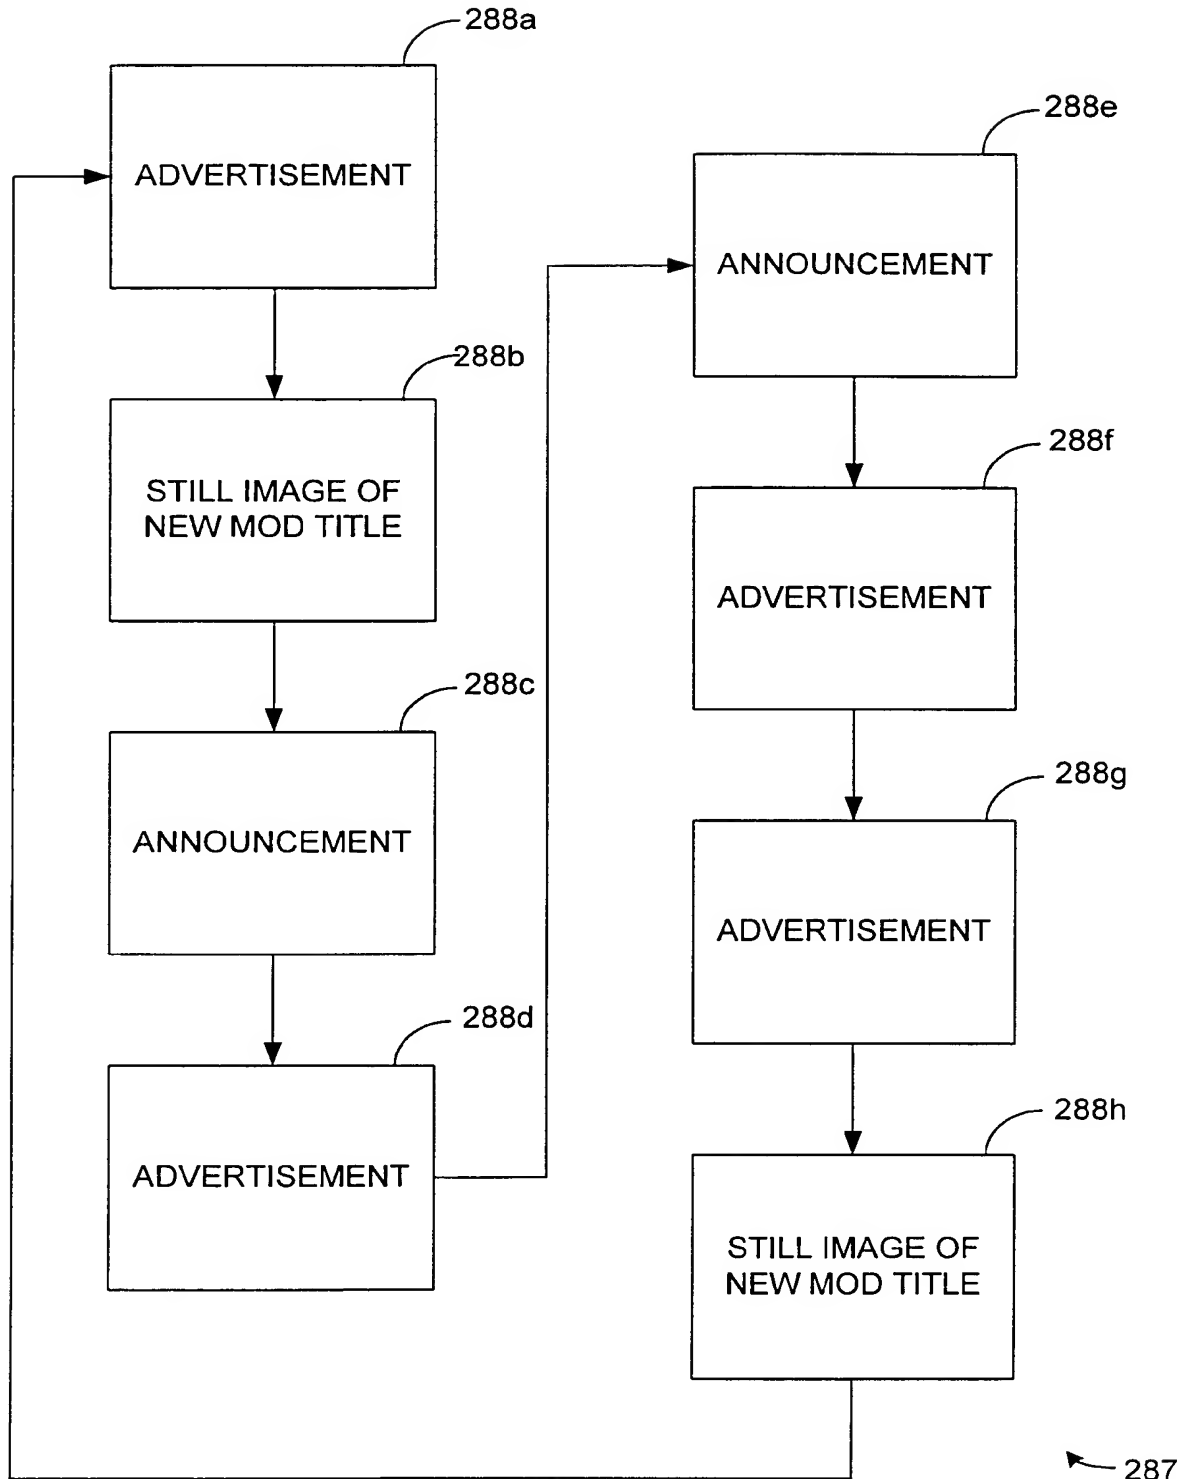 288a
ADVERTISEMENT
288b
STILL IMAGE OF
NEW MOD TITLE
288c
ANNOUNCEMENT
288d
ADVERTISEMENT
288e
ANNOUNCEMENT
288f
ADVERTISEMENT
288g
ADVERTISEMENT
288h
STILL IMAGE OF
NEW MOD TITLE
287